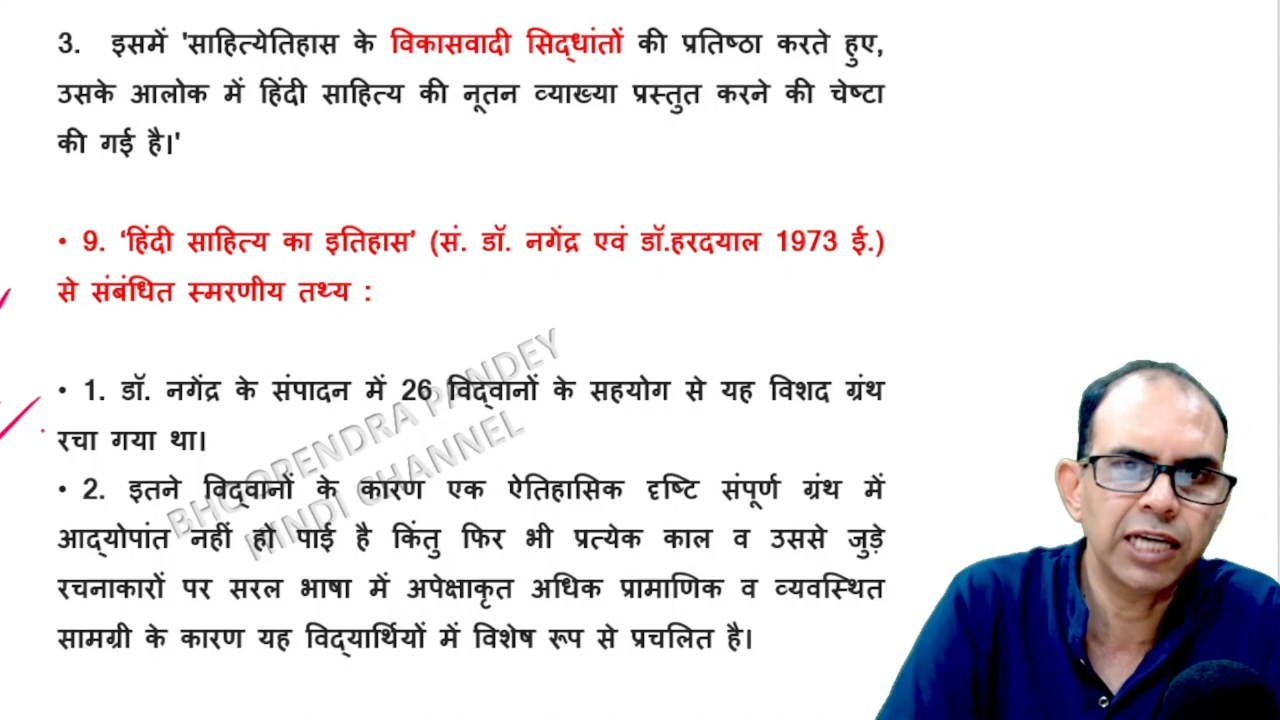 3. इसमें 'साहित्येतिहास के विकासवादी सिद्धांतों की प्रतिष्ठा करते हुए,
उसके आलोक में हिंदी साहित्य की नूतन व्याख्या प्रस्तुत करने की चेष्टा
की गई है।'
• 9. ‘हिंदी साहित्य का इतिहास’ (सं. डॉ. नगेंद्र एवं डॉ.हरदयाल 1973 ई.)
से संबंधित स्मरणीय तथ्य :
• 1. डॉ. नगेंद्र के संपादन में 26 विद्वानों के सहयोग से यह विशद ग्रंथ
रचा गया था।
• 2. इतने विद्वानों के कारण एक ऐतिहासिक दृष्टि संपूर्ण ग्रंथ में
आद्योपांत नहीं हो पाई है किंतु फिर भी प्रत्येक काल व उससे जुड़े
रचनाकारों पर सरल भाषा में अपेक्षाकृत अधिक प्रामाणिक व व्यवस्थित
सामग्री के कारण यह विद्यार्थियों में विशेष रूप से प्रचलित है।
BHOOPENDRA PANDEY
HINDI CHANNEL